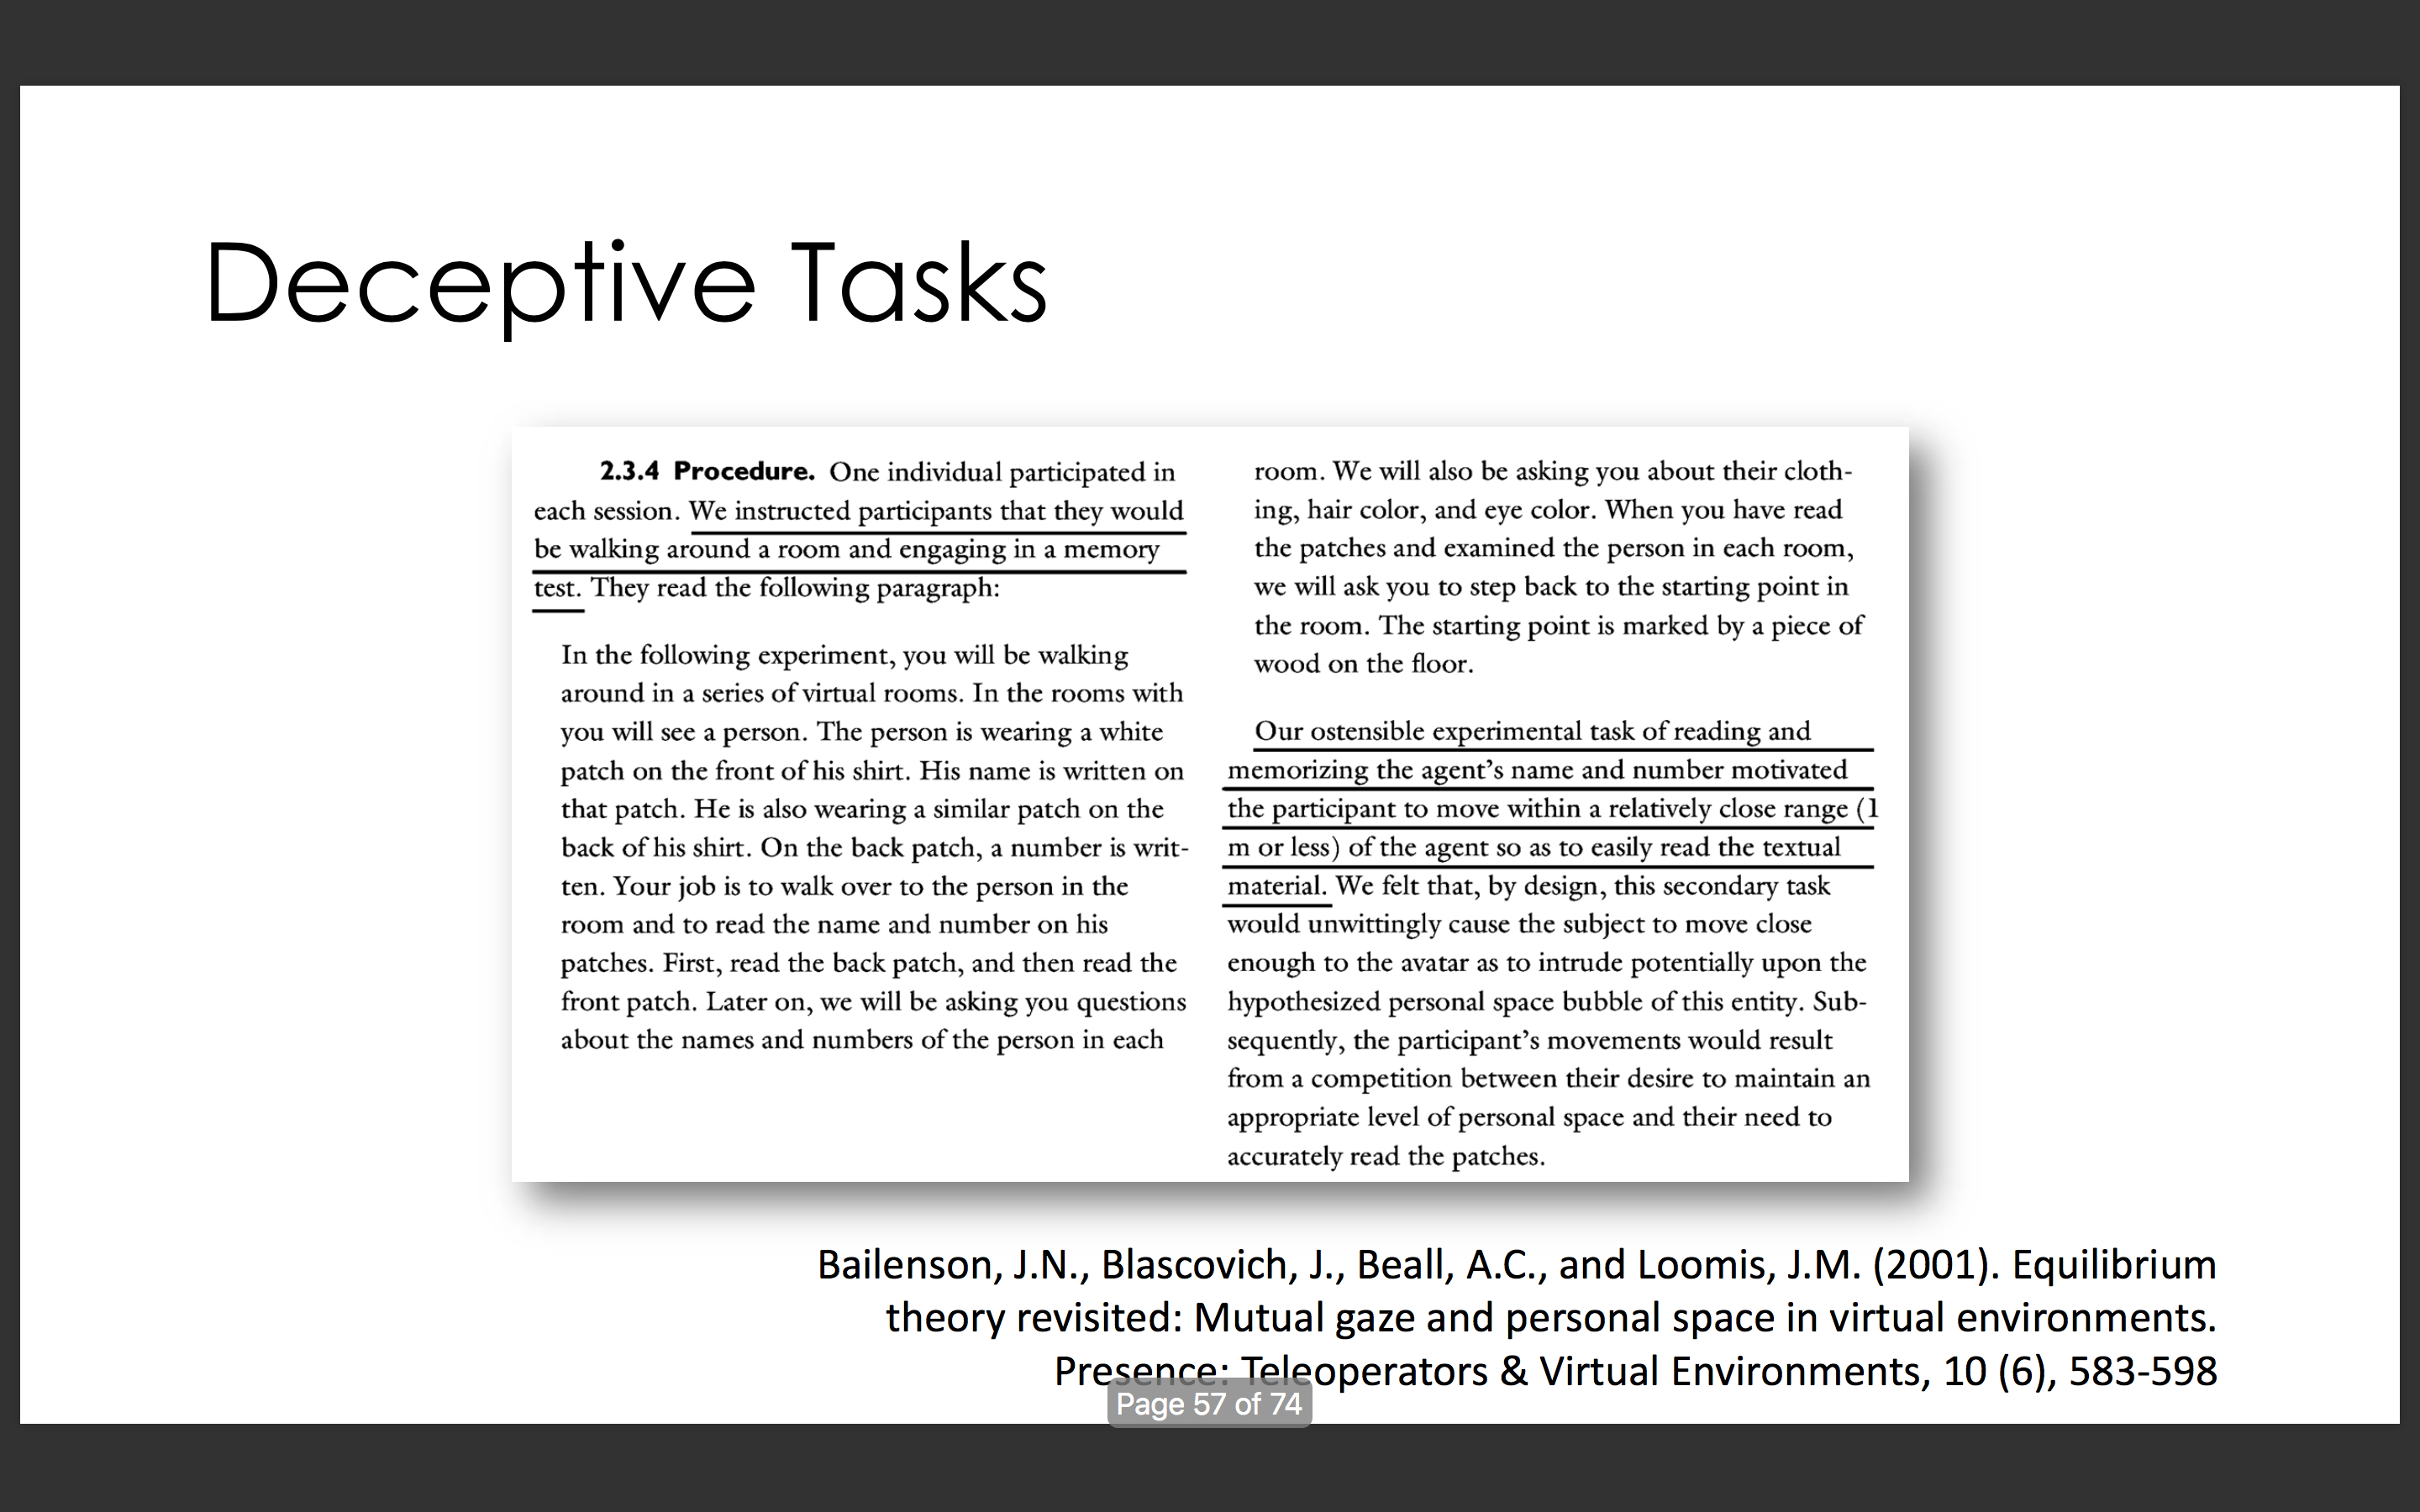 Deceptive Tasks
2.3.4 Procedure. One individual participated in
each session. We instructed participants that they would
be walking around a room and engaging in a memory
test. They read the following paragraph:
In the following experiment, you will be walking
around in a series of virtual rooms. In the rooms with
you will see a person. The person is wearing a white
patch on the front of his shirt. His name is written on
that patch. He is also wearing a similar patch on the
back of his shirt. On the back patch, a number is writ-
ten. Your job is to walk over to the person in the
room and to read the name and number on his
patches. First, read the back patch, and then read the
front patch. Later on, we will be asking you questions
about the names and numbers of the person in each
room. We will also be asking you about their cloth-
ing, hair color, and eye color. When you have read
the patches and examined the person in each room,
we will ask you to step back to the starting point in
the room. The starting point is marked by a piece of
wood on the floor.
Our ostensible experimental task of reading and
memorizing the agent's name and number motivated
the participant to move within a relatively close range (1
m or less) of the agent so as to easily read the textual
material. We felt that, by design, this secondary task
would unwittingly cause the subject to move close
enough to the avatar as to intrude potentially upon the
hypothesized personal space bubble of this entity. Sub-
sequently, the participant's movements would result
from a competition between their desire to maintain an
appropriate level of personal space and their need to
accurately read the patches.
Bailenson, J.N., Blascovich, J., Beall, A.C., and Loomis, J.M. (2001). Equilibrium
theory revisited: Mutual gaze and personal space in virtual environments.
Presence: Teleoperators & Virtual Environments, 10 (6), 583-598
Page 57 of 74